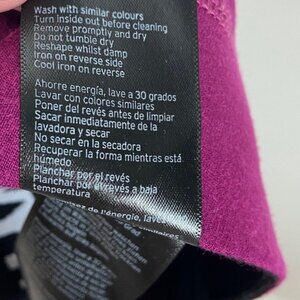 Wash with similar colours
Turn inside out before cleaning
Remove promptly and dry
Do not tumble dry
Reshape whilst damp
Iron on reverse side
Cool iron on reverse
Ahorre energía, lave a 30 grados
Lavar con colores similares
Poner del revés antes de limpiar
Sacar inmediatamente de la
lavadora y secar
No secar en la secadora
Recuperar la forma mientras está
húmedo
Planchar por el revés
Planchar por el revés a baja
temperatura
de l'énergie, lavez